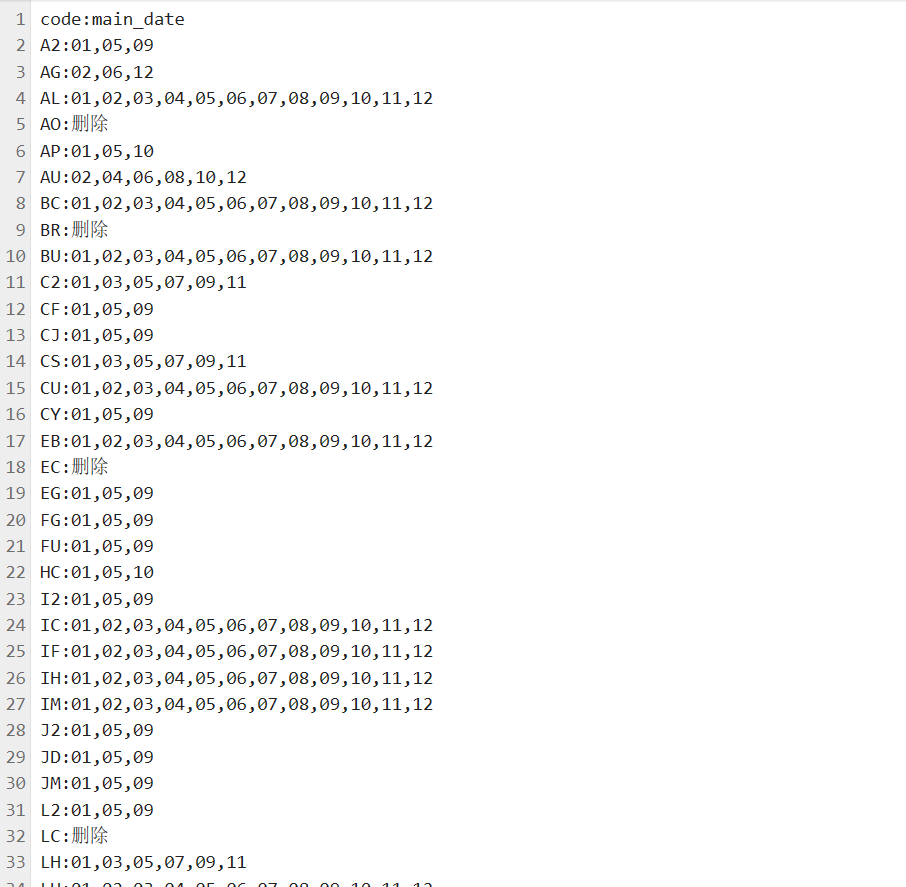 1 code:main_date
2 A2:01,05,09
3 AG:02,06,12
4 AL:01,02,03,04,05,06,07,08,09,10,11,12
5 AO:删除
6 AP:01,05,10
7 AU:02,04,06,08,10,12
8 BC:01,02,03,04,05,06,07,08,09,10,11,12
9 BR:删除
10 BU:01,02,03,04,05,06,07,08,09,10,11,12
11 C2:01,03,05,07,09,11
12 CF:01,05,09
13 CJ:01,05,09
14 CS:01,03,05,07,09,11
15 CU:01,02,03,04,05,06,07,08,09,10,11,12
16 CY:01,05,09
17 EB:01,02,03,04,05,06,07,08,09,10,11,12
18 EC:删除
19 EG:01,05,09
20 FG:01,05,09
21 FU:01,05,09
22 HC:01,05,10
23 I2:01,05,09
24 IC:01,02,03,04,05,06,07,08,09,10,11,12
25 IF:01,02,03,04,05,06,07,08,09,10,11,12
26 IH:01,02,03,04,05,06,07,08,09,10,11,12
27 IM:01,02,03,04,05,06,07,08,09,10,11,12
28 J2:01,05,09
29 JD:01,05,09
30 JM:01,05,09
31 L2:01,05,09
32 LC:删除
33 LH:01,03,05,07,09,11